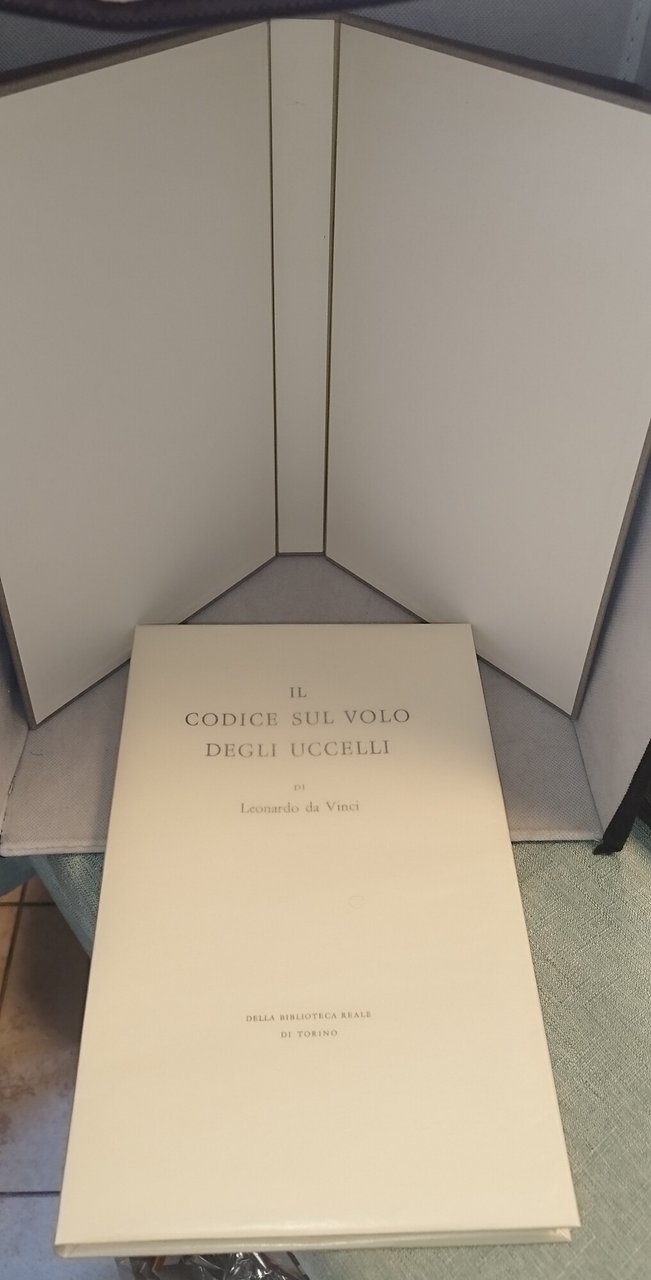 IL
CODICE SUL VOLO
DEGLI UCCELLI
DI
Leonardo da Vinci
DELLA BIBLIOTECA REALE
DI TORINO